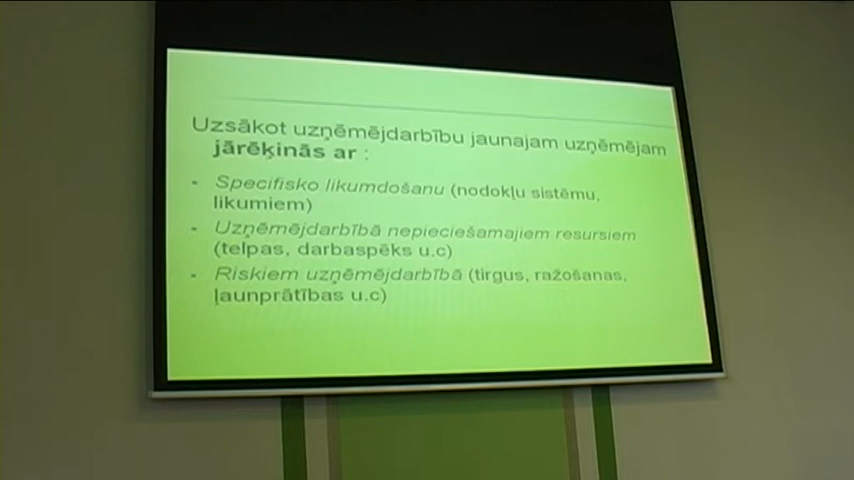 Uzsākot uzņēmējdarbību jaunajam uzņēmējam
jārēķinās ar :
- Specifisko likumdošanu (nodokļu sistēmu,
likumiem)
- Uzņēmējdarbībā nepieciešamajiem resursiem
(telpas, darbaspēks u.c)
- Riskiem uzņēmējdarbībā (tirgus, ražošanas,
ļaunprātības u.c)